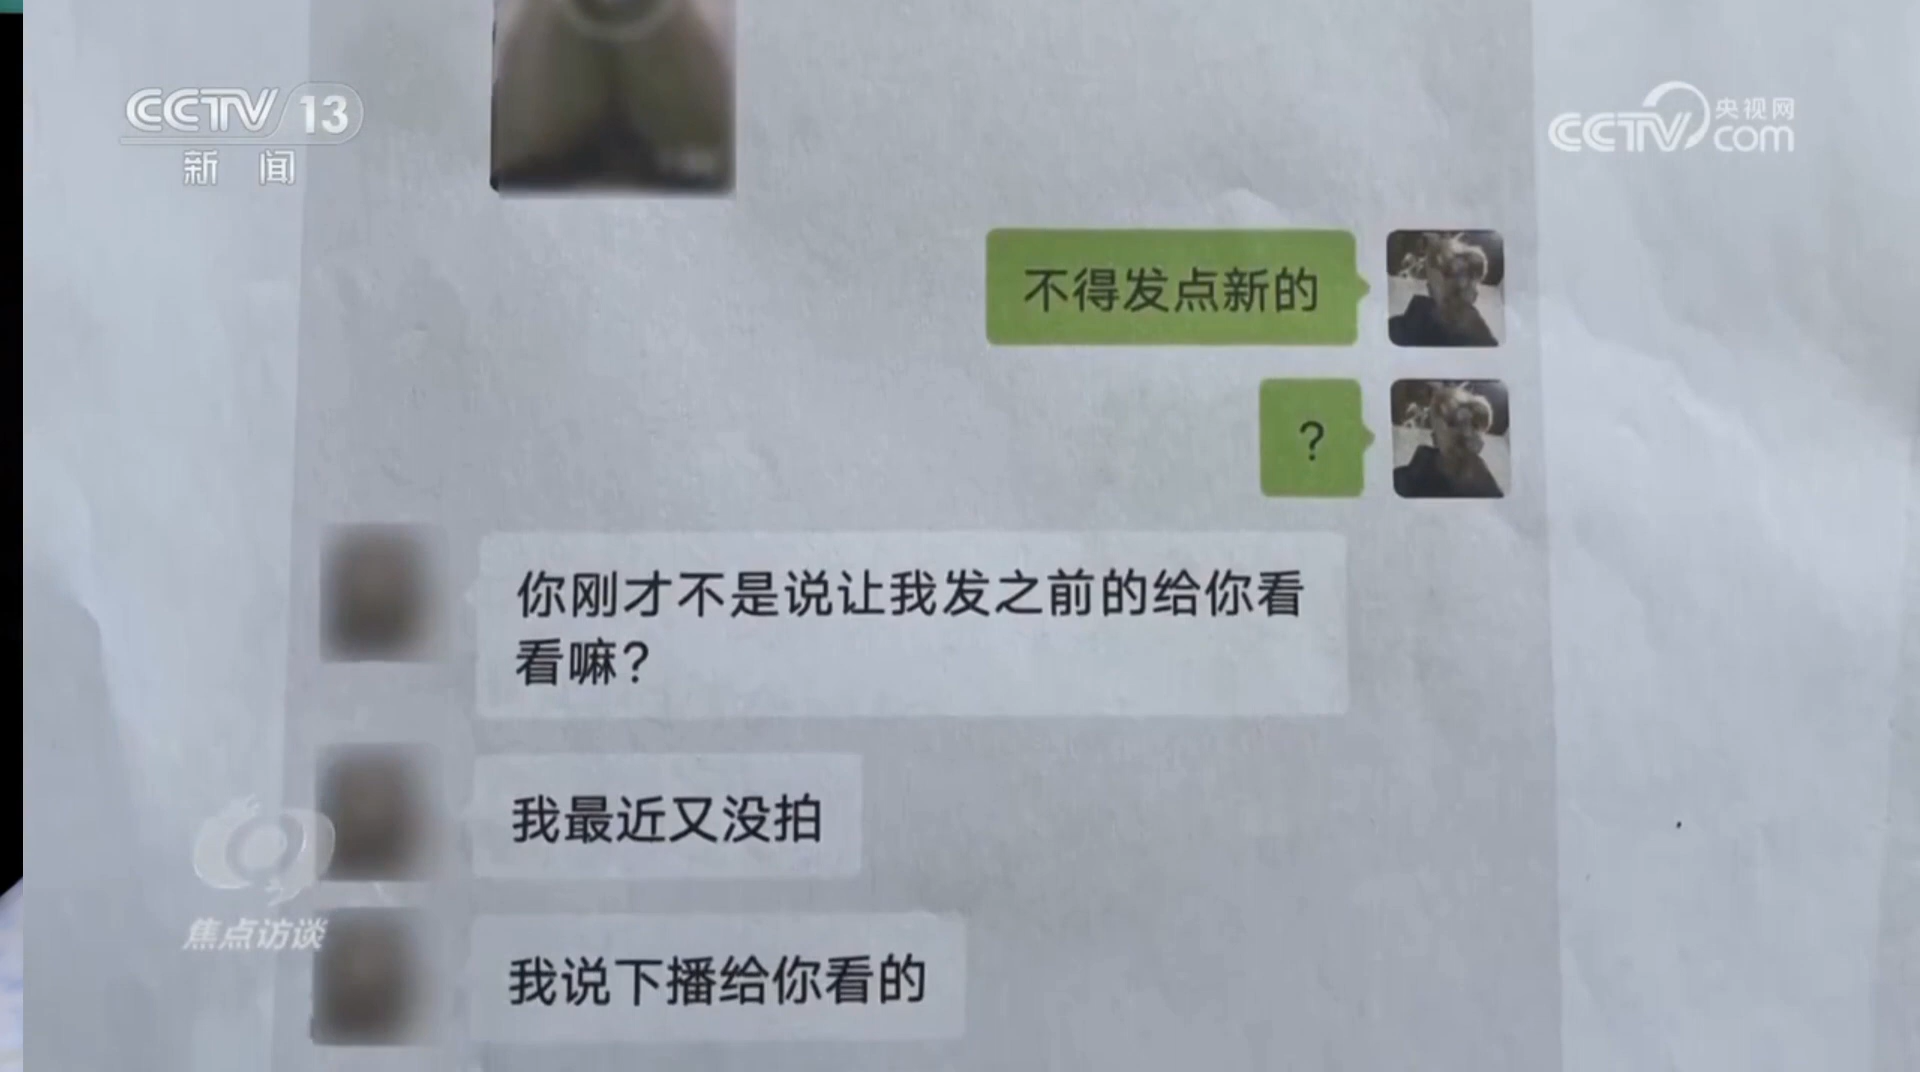 CCTV 13
新 闻
央视网
CCTV com
不得发点新的
?
你刚才不是说让我发之前的给你看
看嘛?
我最近又没拍
我说下播给你看的
焦点访谈